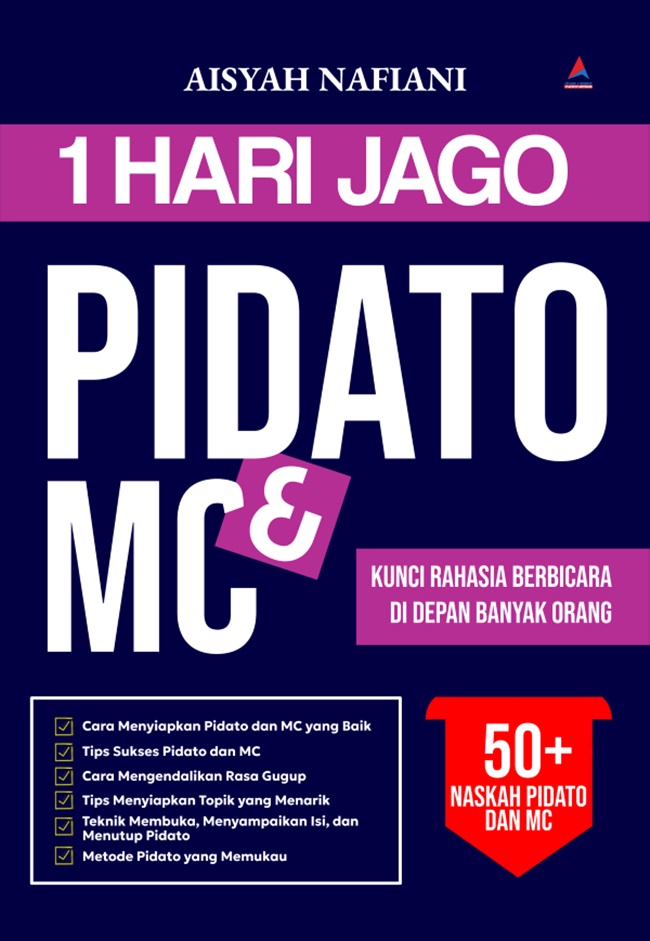 AISYAH NAFIANI
1 HARI JAGO
PIDATO
&
MC
KUNCI RAHASIA BERBICARA
DI DEPAN BANYAK ORANG
Cara Menyiapkan Pidato dan MC yang Baik
Tips Sukses Pidato dan MC
Cara Mengendalikan Rasa Gugup
Tips Menyiapkan Topik yang Menarik
Teknik Membuka, Menyampaikan Isi, dan
Menutup Pidato
Metode Pidato yang Memukau
50+
NASKAH PIDATO
DAN MC